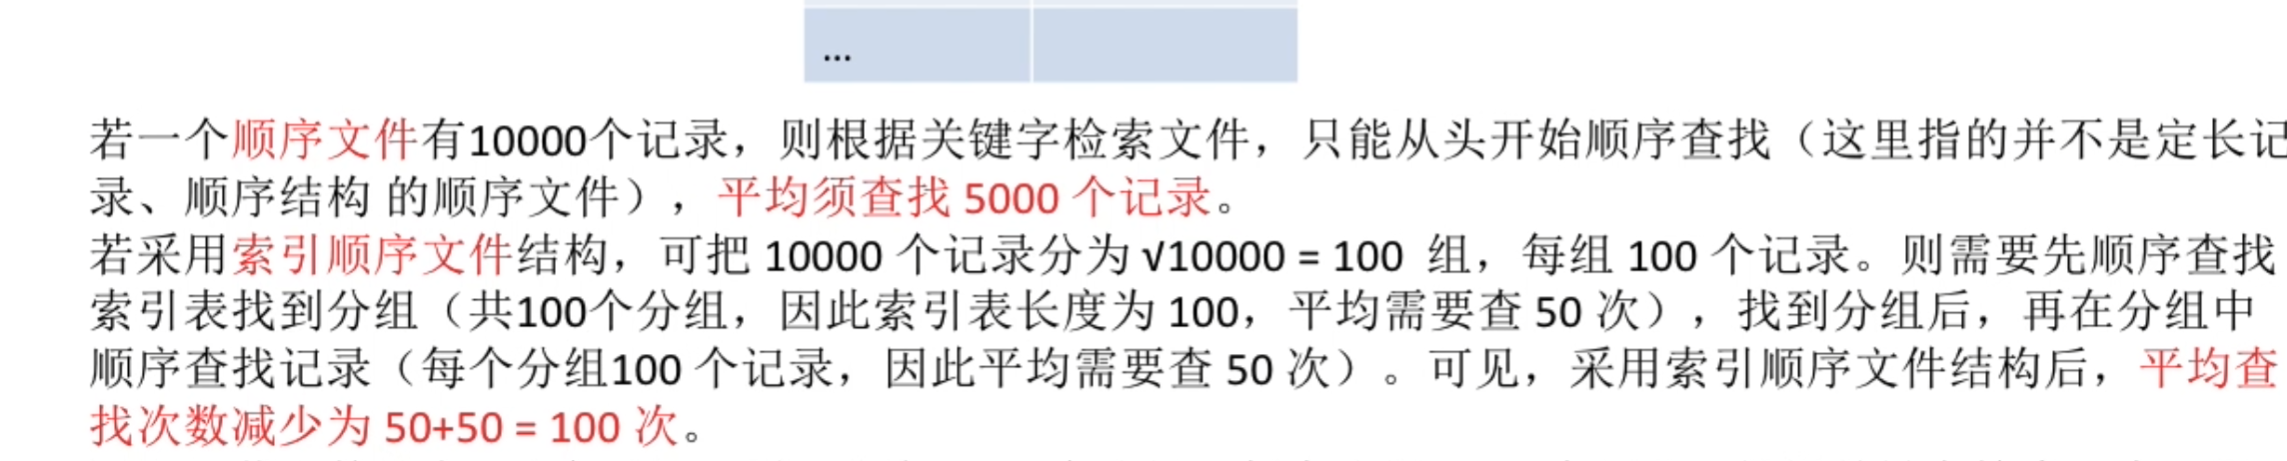 ...
若一个顺序文件有10000个记录，则根据关键字检索文件，只能从头开始顺序查找（这里指的并不是定长记
录、顺序结构 的顺序文件），平均须查找 5000 个记录。
若采用索引顺序文件结构，可把 10000 个记录分为 √10000 = 100 组，每组 100 个记录。则需要先顺序查找
索引表找到分组（共100个分组，因此索引表长度为 100，平均需要查 50 次），找到分组后，再在分组中
顺序查找记录（每个分组100 个记录，因此平均需要查 50 次）。可见，采用索引顺序文件结构后，平均查
找次数减少为 50+50 = 100 次。